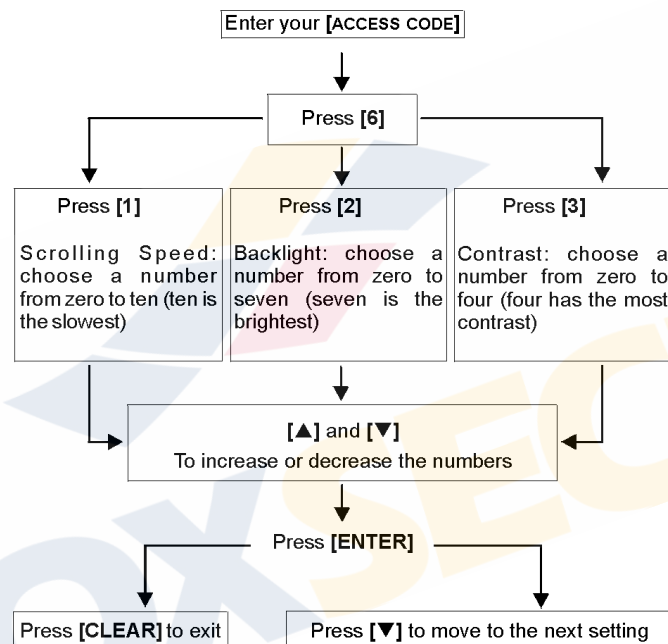 Enter your [ACCESS CODE]
Press [6]
Press [1]
Scrolling Speed:
choose a number
from zero to ten (ten is
the slowest)
Press [2]
Backlight: choose a
number from zero to
seven (seven is the
brightest)
Press [3]
Contrast: choose a
number from zero to
four (four has the most
contrast)
[▲] and [▼]
To increase or decrease the numbers
Press [ENTER]
Press [CLEAR] to exit
Press [▼] to move to the next setting
OXSEC